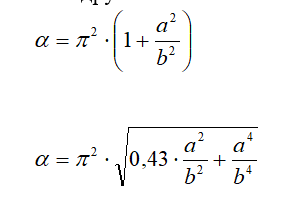 α = π² · (1 + a²/b²)
α = π² · √(0,43 · a²/b² + a⁴/b⁴)